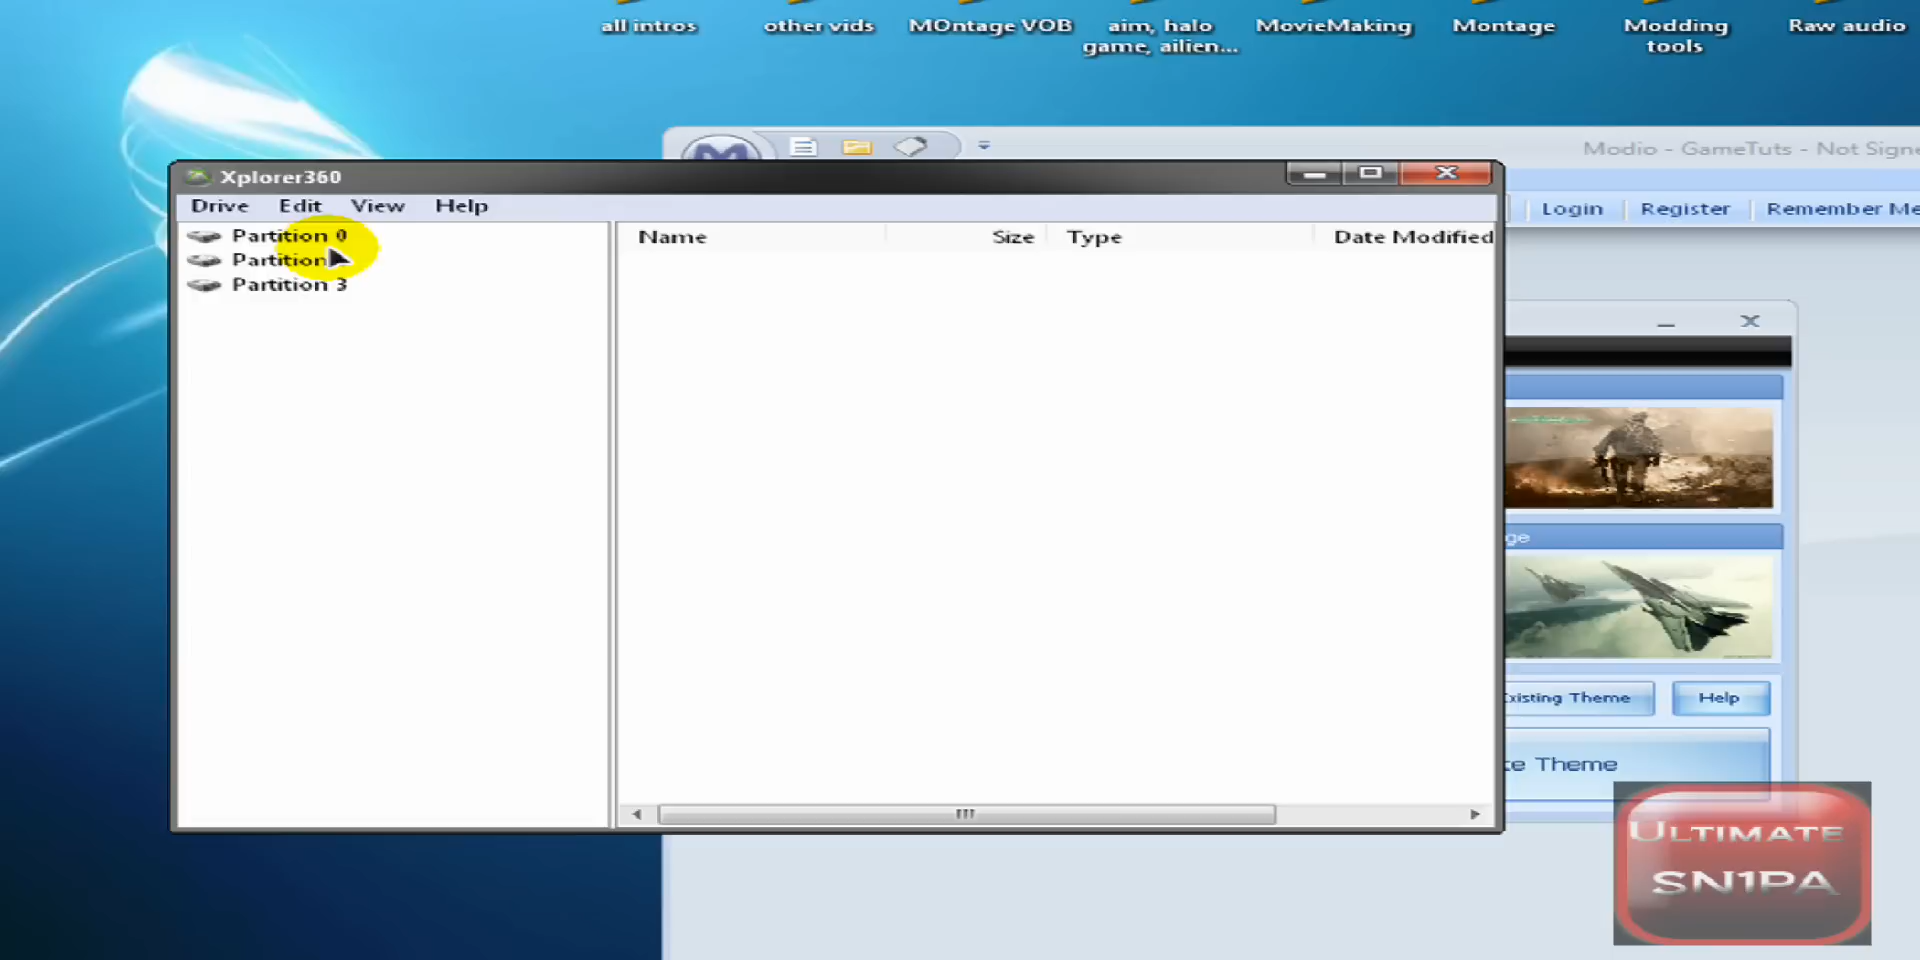 all intros
other vids
MOntage VOB
aim, halo
game, ailien...
MovieMaking
Montage
Modding
tools
Raw audio
Modio - GameTuts - Not Signe
Xplorer360
Drive Edit View Help
Login Register Remember Me
Partition 0
Partition
Partition 3
Name Size Type Date Modified
ge
xisting Theme
Help
te Theme
ULTIMATE
SN1PA